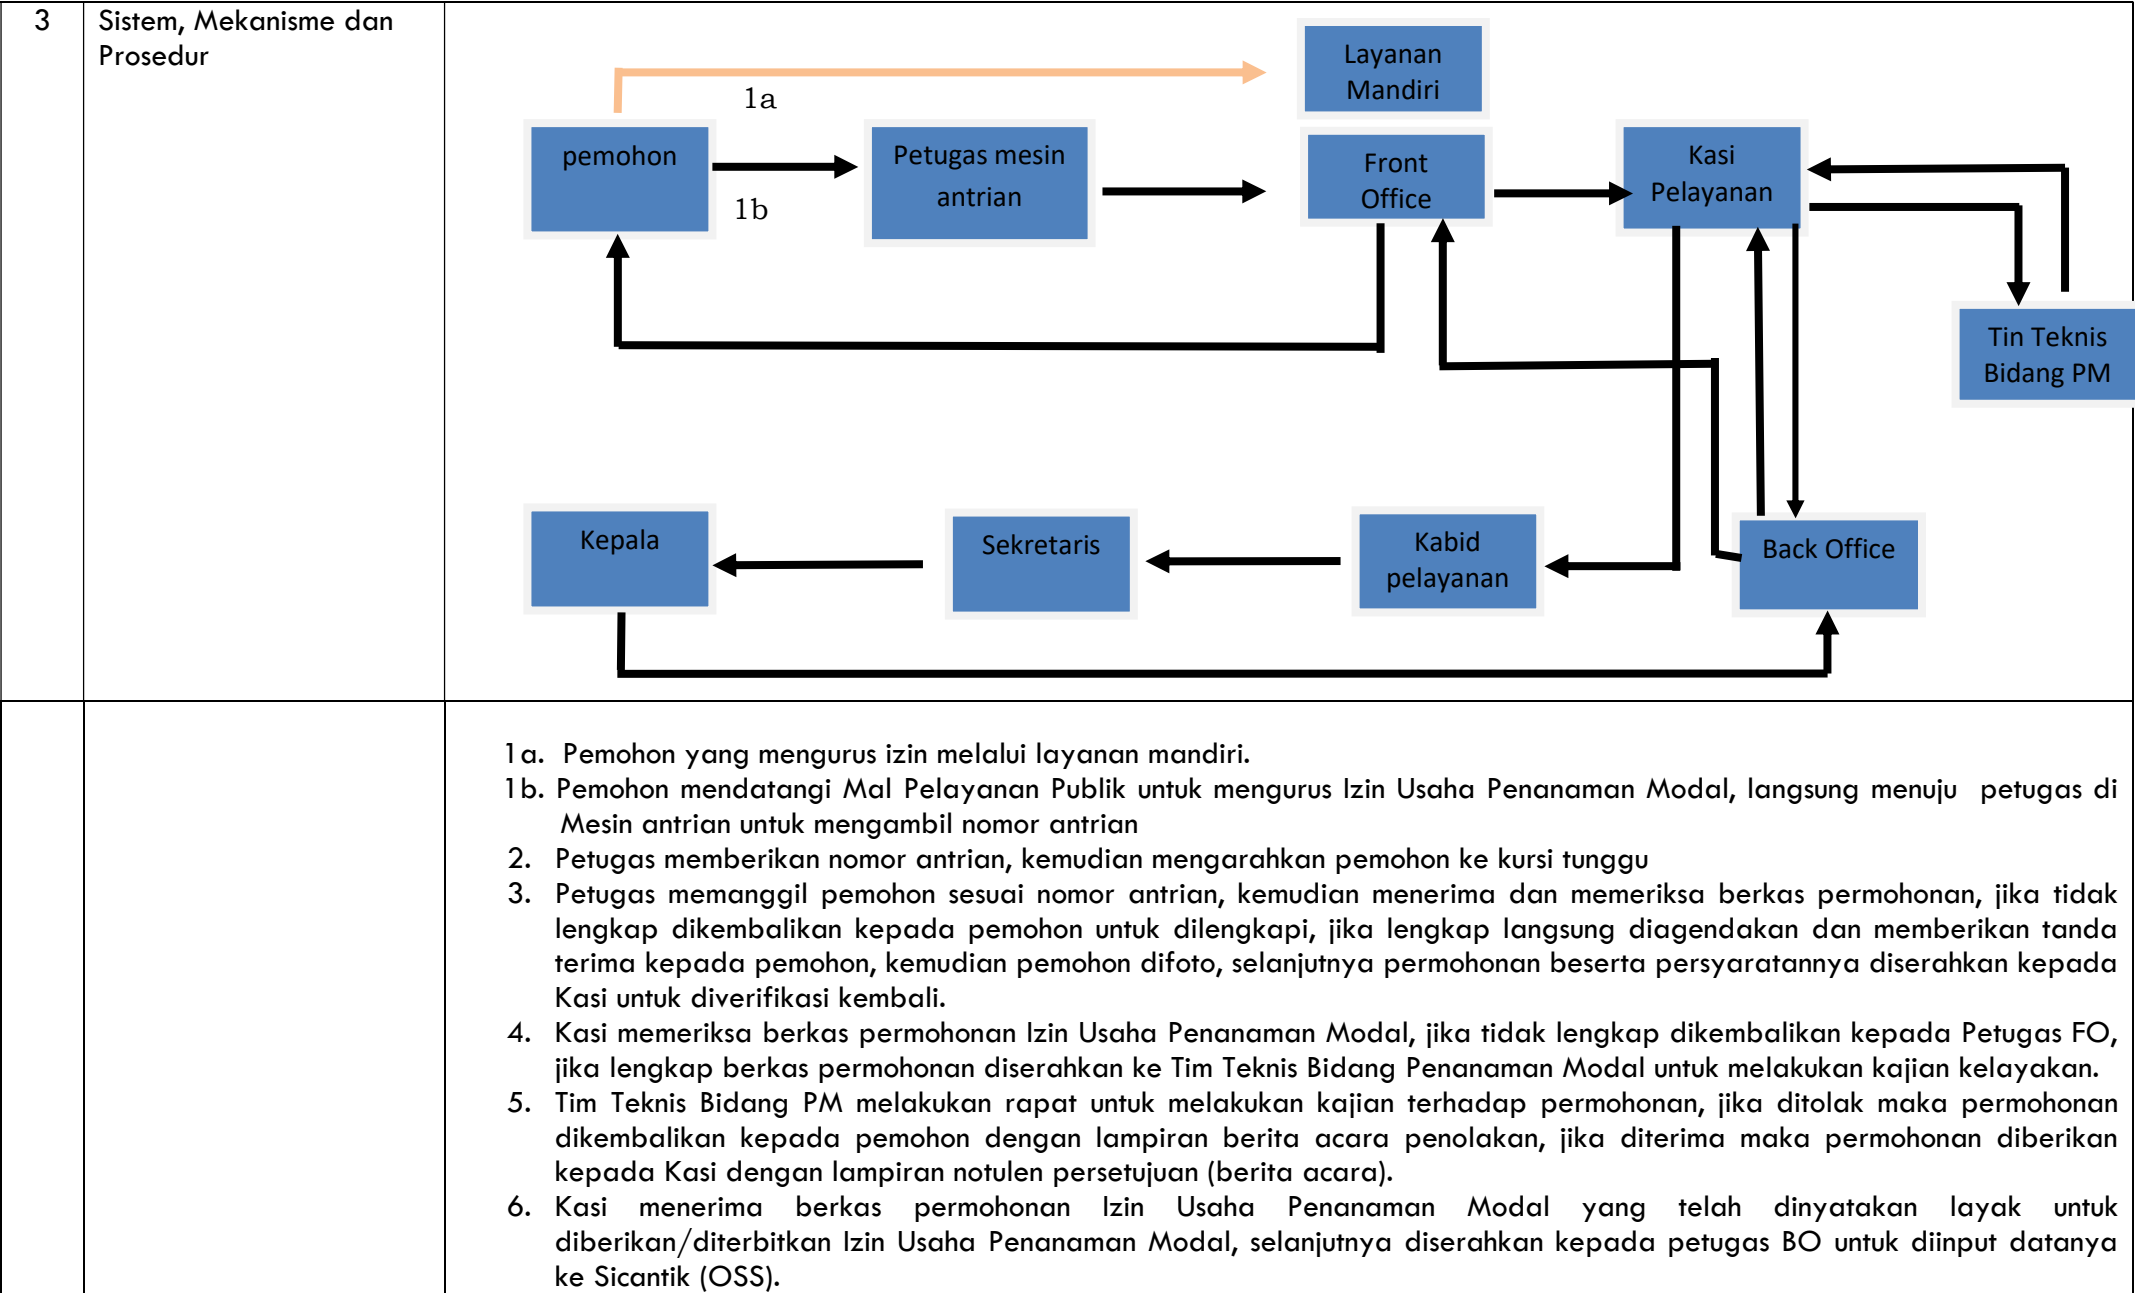 3
Sistem, Mekanisme dan
Prosedur
Layanan
Mandiri
1a
pemohon
Petugas mesin
antrian
Front
Office
Kasi
Pelayanan
1b
Tin Teknis
Bidang PM
Kepala
Sekretaris
Kabid
pelayanan
Back Office
1a. Pemohon yang mengurus izin melalui layanan mandiri.
1b. Pemohon mendatangi Mal Pelayanan Publik untuk mengurus Izin Usaha Penanaman Modal, langsung menuju petugas di
Mesin antrian untuk mengambil nomor antrian
2. Petugas memberikan nomor antrian, kemudian mengarahkan pemohon ke kursi tunggu
3. Petugas memanggil pemohon sesuai nomor antrian, kemudian menerima dan memeriksa berkas permohonan, jika tidak
lengkap dikembalikan kepada pemohon untuk dilengkapi, jika lengkap langsung diagendakan dan memberikan tanda
terima kepada pemohon, kemudian pemohon difoto, selanjutnya permohonan beserta persyaratannya diserahkan kepada
Kasi untuk diverifikasi kembali.
4. Kasi memeriksa berkas permohonan Izin Usaha Penanaman Modal, jika tidak lengkap dikembalikan kepada Petugas FO,
jika lengkap berkas permohonan diserahkan ke Tim Teknis Bidang Penanaman Modal untuk melakukan kajian kelayakan.
5. Tim Teknis Bidang PM melakukan rapat untuk melakukan kajian terhadap permohonan, jika ditolak maka permohonan
dikembalikan kepada pemohon dengan lampiran berita acara penolakan, jika diterima maka permohonan diberikan
kepada Kasi dengan lampiran notulen persetujuan (berita acara).
6. Kasi menerima berkas permohonan Izin Usaha Penanaman Modal yang telah dinyatakan layak untuk
diberikan/diterbitkan Izin Usaha Penanaman Modal, selanjutnya diserahkan kepada petugas BO untuk diinput datanya
ke Sicantik (OSS).